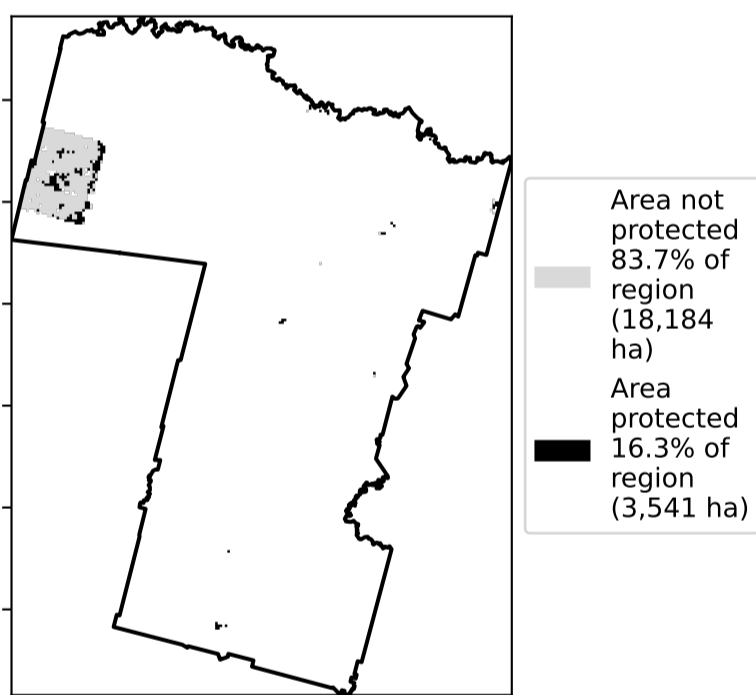 Area not
protected
83.7% of
region
(18,184
ha)
Area
protected
16.3% of
region
(3,541 ha)